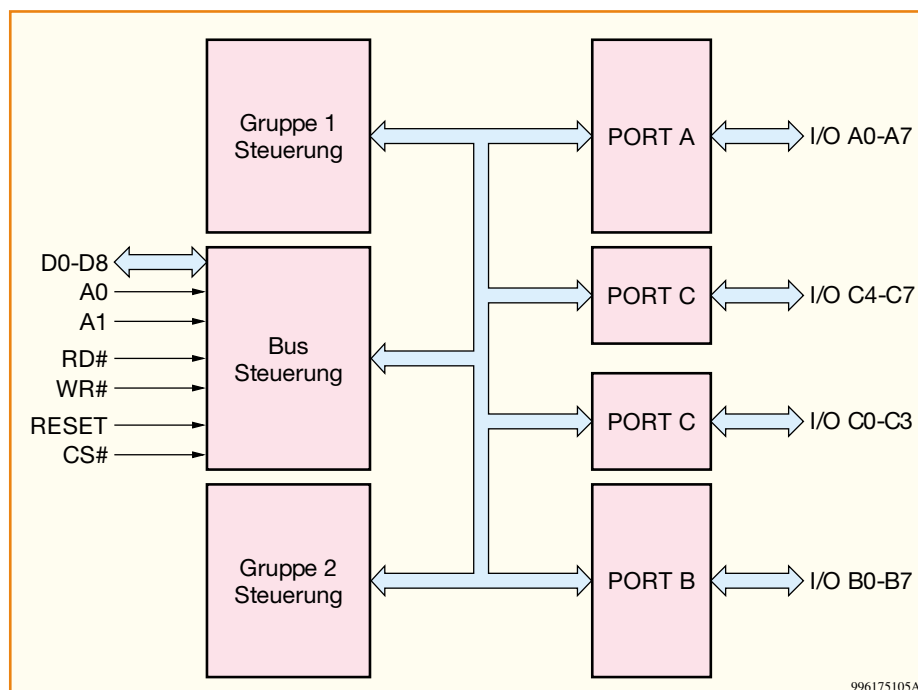 Gruppe 1
Steuerung
PORT A
I/O A0-A7
D0-D8
A0
A1
RD#
WR#
RESET
CS#
Bus
Steuerung
PORT C
I/O C4-C7
PORT C
I/O C0-C3
Gruppe 2
Steuerung
PORT B
I/O B0-B7
996175105A